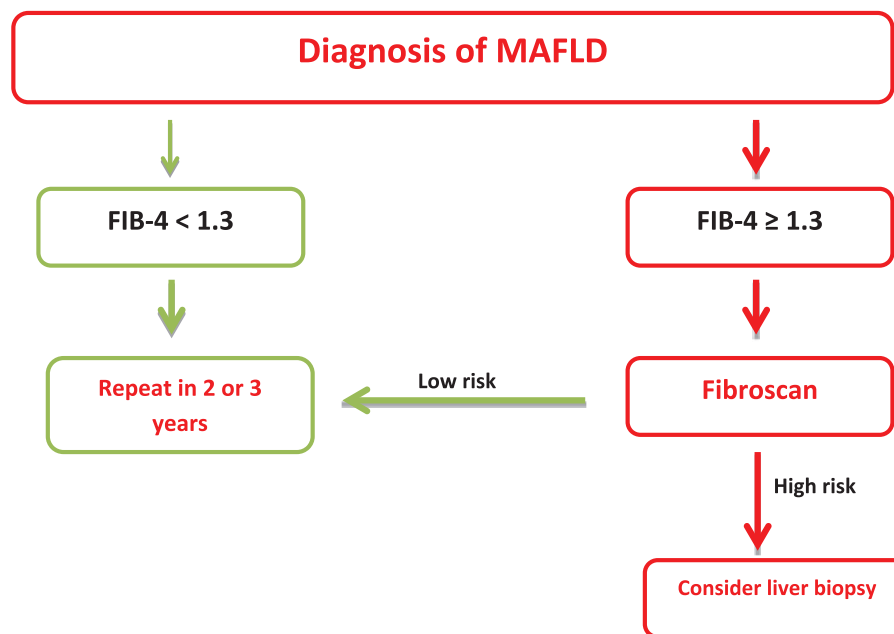 Diagnosis of MAFLD
FIB-4 < 1.3
FIB-4 ≥ 1.3
Repeat in 2 or 3
years
Low risk
Fibroscan
High risk
Consider liver biopsy